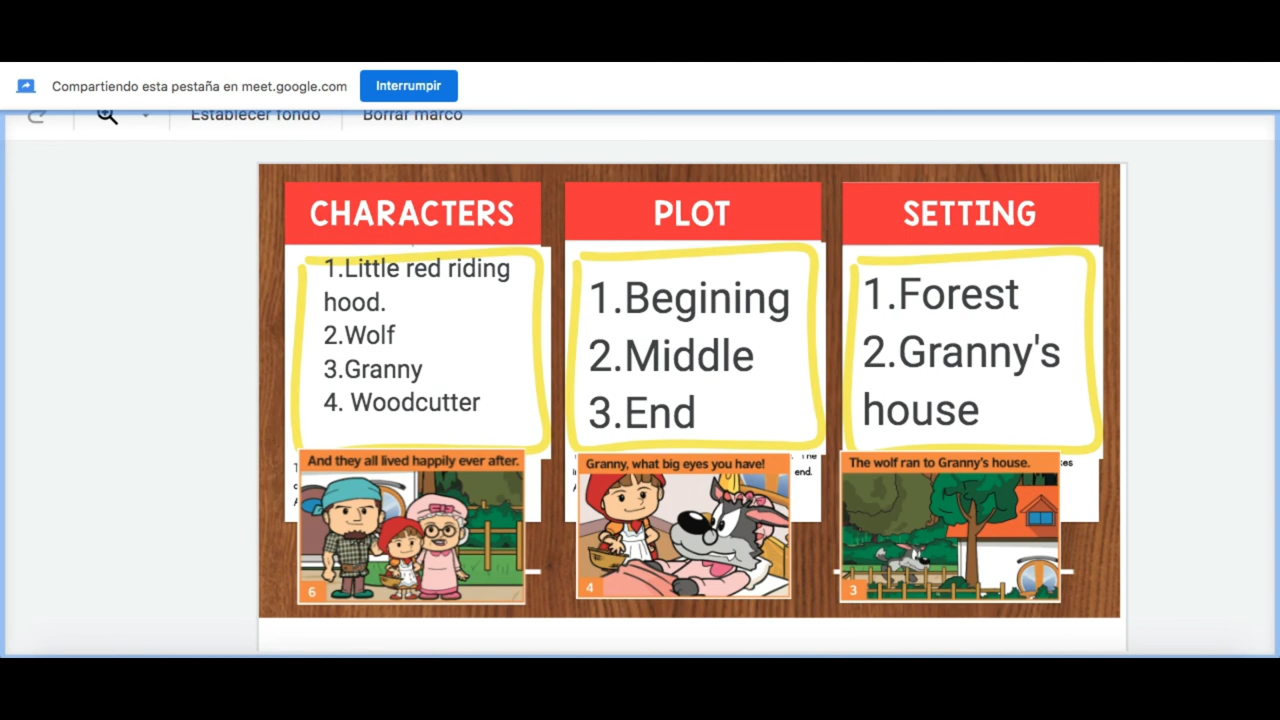 Compartiendo esta pestaña en meet.google.com
Interrumpir
Establecer fondo
Borrar marco
CHARACTERS
1.Little red riding
hood.
2.Wolf
3.Granny
4. Woodcutter
And they all lived happily ever after.
6
PLOT
1.Begining
2.Middle
3.End
end.
Granny, what big eyes you have!
4
SETTING
1.Forest
2.Granny's
house
The wolf ran to Granny's house.
3